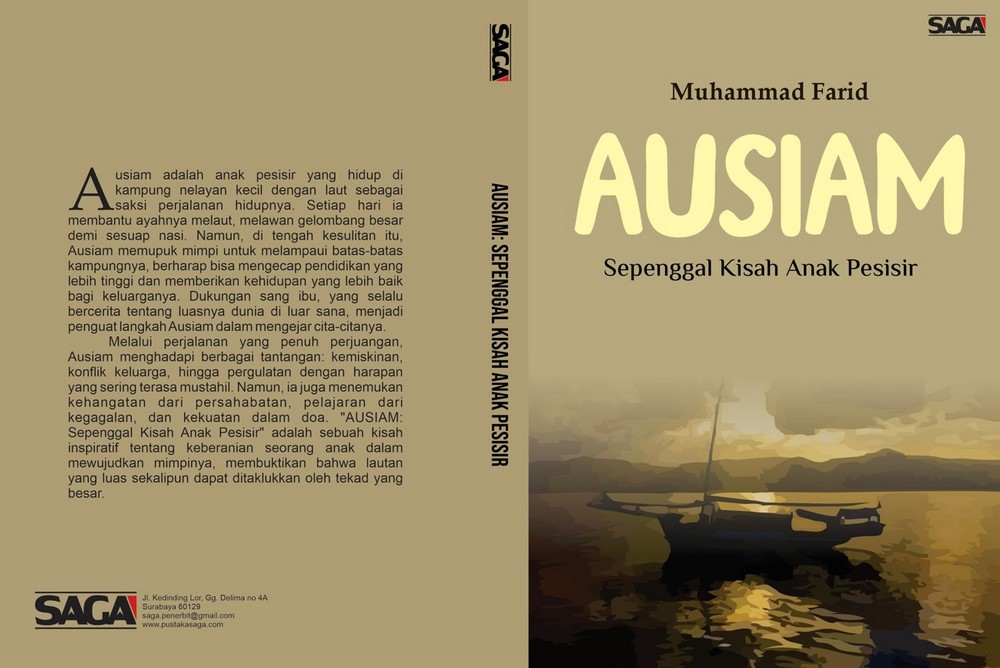 Ausiam adalah anak pesisir yang hidup di
kampung nelayan kecil dengan laut sebagai
saksi perjalanan hidupnya. Setiap hari ia
membantu ayahnya melaut, melawan gelombang besar
demi sesuap nasi. Namun, di tengah kesulitan itu,
Ausiam memupuk mimpi untuk melampaui batas-batas
kampungnya, berharap bisa mengecap pendidikan yang
lebih tinggi dan memberikan kehidupan yang lebih baik
bagi keluarganya. Dukungan sang ibu, yang selalu
bercerita tentang luasnya dunia di luar sana, menjadi
penguat langkah Ausiam dalam mengejar cita-citanya.
Melalui perjalanan yang penuh perjuangan,
Ausiam menghadapi berbagai tantangan: kemiskinan,
konflik keluarga, hingga pergulatan dengan harapan
yang sering terasa mustahil. Namun, ia juga menemukan
kehangatan dari persahabatan, pelajaran dari
kegagalan, dan kekuatan dalam doa. "AUSIAM:
Sepenggal Kisah Anak Pesisir" adalah sebuah kisah
inspiratif tentang keberanian seorang anak dalam
mewujudkan mimpinya, membuktikan bahwa lautan
yang luas sekalipun dapat ditaklukkan oleh tekad yang
besar.
SAGA
Jl. Kedinding Lor, Gg. Delima no 4A
Surabaya 60129
saga.penerbit@gmail.com
www.pustakasaga.com
SAGA
AUSIAM: SEPENGGAL KISAH ANAK PESISIR
SAGA
Muhammad Farid
AUSIAM
Sepenggal Kisah Anak Pesisir